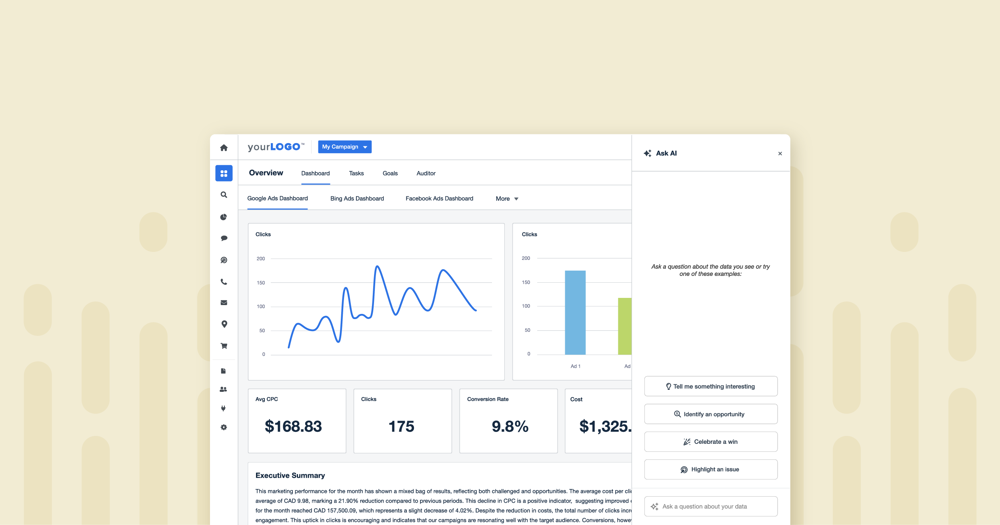 yourLOGO™
My Campaign
Ask AI
Overview
Dashboard
Tasks
Goals
Auditor
Google Ads Dashboard
Bing Ads Dashboard
Facebook Ads Dashboard
More
Clicks
200
150
100
50
0
Clicks
200
150
100
50
0
Ad 1
Ad
Avg CPC
$168.83
Clicks
175
Conversion Rate
9.8%
Cost
$1,325.
Executive Summary
This marketing performance for the month has shown a mixed bag of results, reflecting both challenged and opportunities. The average cost per
average of CAD 9.98, marking a 21.90% reduction compared to previous periods. This decline in CPC is a positive indicator, suggesting improved
for the month reached CAD 157,500.09, which represents a slight decrease of 4.02%. Despite the reduction in costs, the total number of clicks
engagement. This uptick in clicks is encouraging and indicates that our campaigns are resonating well with the target audience. Conversions,
Ask a question about the data you see or try
one of these examples:
Tell me something interesting
Identify an opportunity
Celebrate a win
Highlight an issue
Ask a question about your data